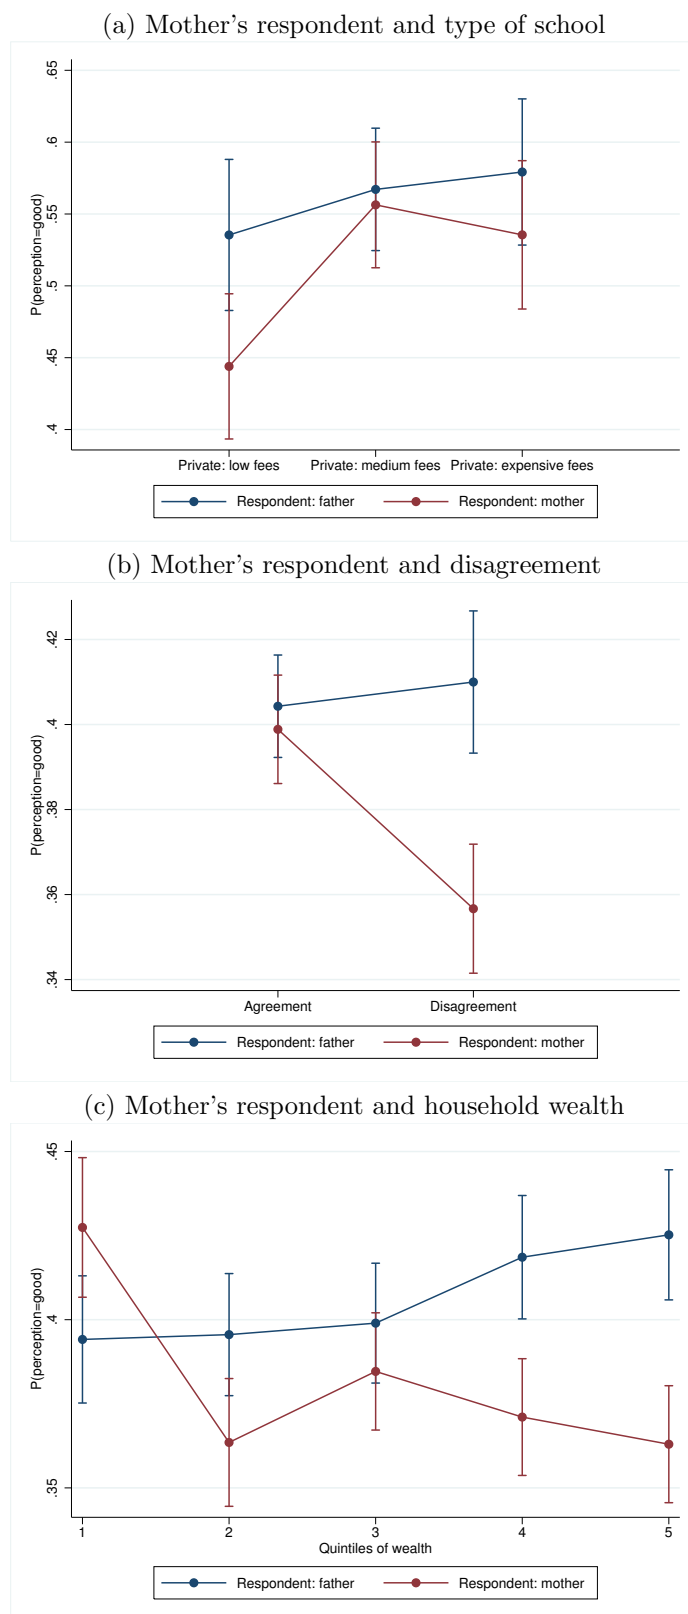 (a) Mother's respondent and type of school
.65
.6
.55
.5
.45
.4
P(perception=good)
Private: low fees Private: medium fees Private: expensive fees
Respondent: father Respondent: mother
(b) Mother's respondent and disagreement
.42
.4
.38
.36
.34
P(perception=good)
Agreement Disagreement
Respondent: father Respondent: mother
(c) Mother's respondent and household wealth
.45
.4
.35
P(perception=good)
1 2 3 4 5
Quintiles of wealth
Respondent: father Respondent: mother